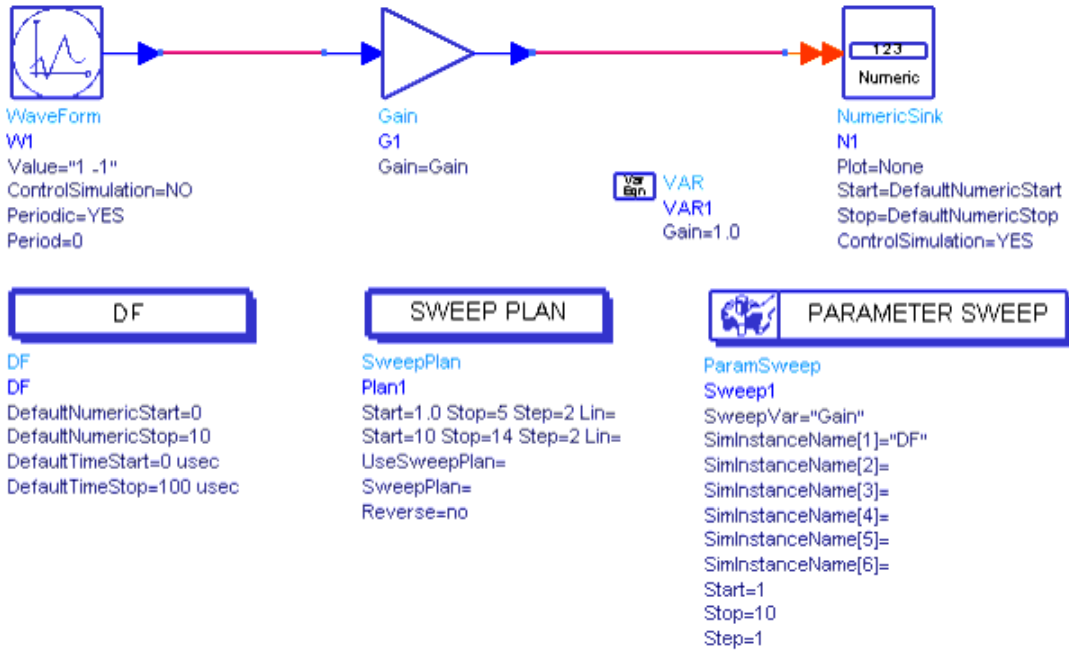 123
Numeric
WaveForm
W1
Value="1 -1"
ControlSimulation=NO
Periodic=YES
Period=0
Gain
G1
Gain=Gain
Var
Eqn
VAR
VAR1
Gain=1.0
NumericSink
N1
Plot=None
Start=DefaultNumericStart
Stop=DefaultNumericStop
ControlSimulation=YES
DF
DF
DF
DefaultNumericStart=0
DefaultNumericStop=10
DefaultTimeStart=0 usec
DefaultTimeStop=100 usec
SWEEP PLAN
SweepPlan
Plan1
Start=1.0 Stop=5 Step=2 Lin=
Start=10 Stop=14 Step=2 Lin=
UseSweepPlan=
SweepPlan=
Reverse=no
PARAMETER SWEEP
ParamSweep
Sweep1
SweepVar="Gain"
SimInstanceName[1]="DF"
SimInstanceName[2]=
SimInstanceName[3]=
SimInstanceName[4]=
SimInstanceName[5]=
SimInstanceName[6]=
Start=1
Stop=10
Step=1